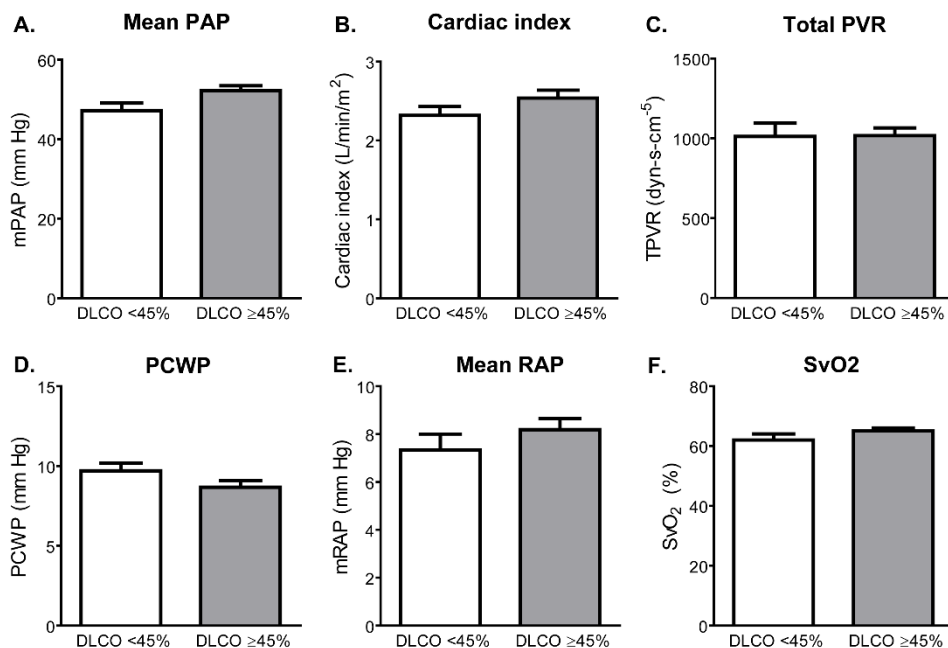 A. Mean PAP
mPAP (mm Hg)
60
40
20
0
DLCO <45% DLCO ≥45%
B. Cardiac index
Cardiac index (L/min/m²)
3
2
1
0
DLCO <45% DLCO ≥45%
C. Total PVR
TPVR (dyn-s-cm⁻⁵)
1500
1000
500
0
DLCO <45% DLCO ≥45%
D. PCWP
PCWP (mm Hg)
15
10
5
0
DLCO <45% DLCO ≥45%
E. Mean RAP
mRAP (mm Hg)
10
8
6
4
2
0
DLCO <45% DLCO ≥45%
F. SvO2
SvO₂ (%)
80
60
40
20
0
DLCO <45% DLCO ≥45%